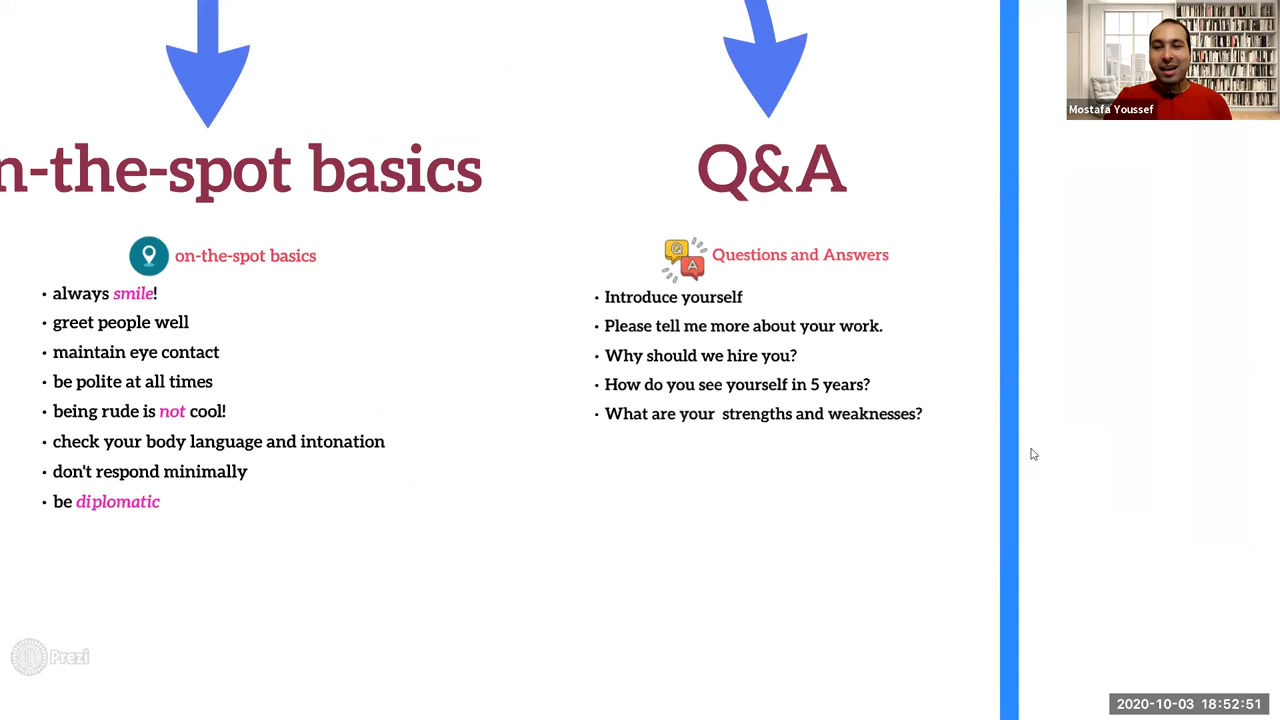 n-the-spot basics
on-the-spot basics
• always smile!
• greet people well
• maintain eye contact
• be polite at all times
• being rude is not cool!
• check your body language and intonation
• don't respond minimally
• be diplomatic
Q&A
Q
A
Questions and Answers
• Introduce yourself
• Please tell me more about your work.
• Why should we hire you?
• How do you see yourself in 5 years?
• What are your strengths and weaknesses?
Mostafa Youssef
Prezi
2020-10-03 18:52:51